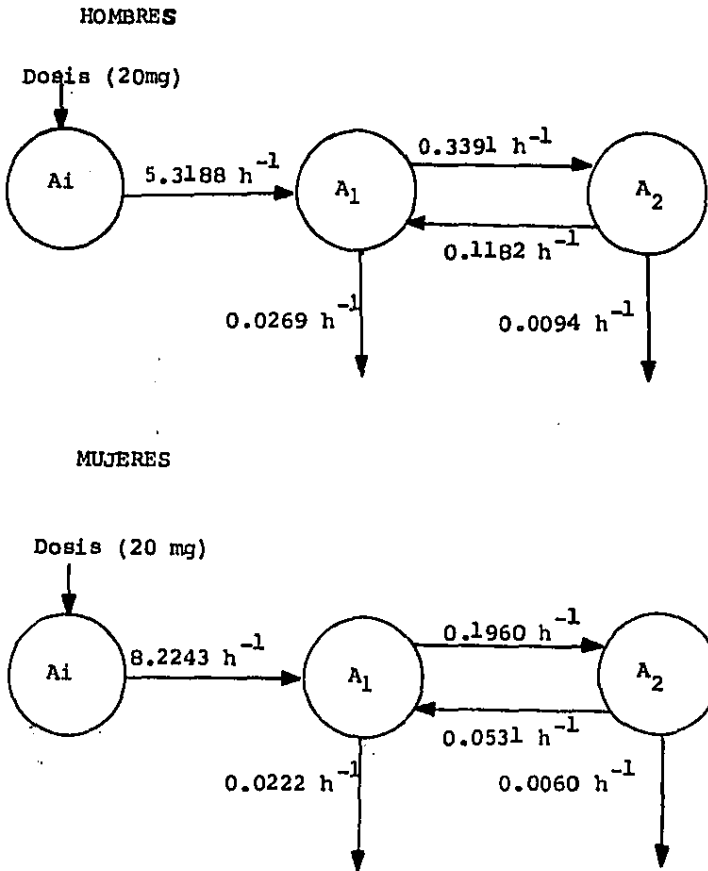 HOMBRES
Dosis (20mg)
Ai
5.3188 h⁻¹
A₁
0.3391 h⁻¹
A₂
0.1182 h⁻¹
0.0269 h⁻¹
0.0094 h⁻¹
MUJERES
Dosis (20 mg)
Ai
8.2243 h⁻¹
A₁
0.1960 h⁻¹
A₂
0.0531 h⁻¹
0.0222 h⁻¹
0.0060 h⁻¹